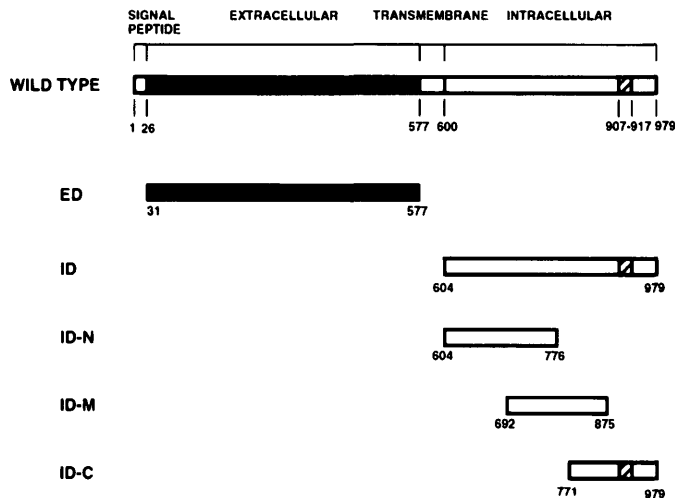 SIGNAL PEPTIDE EXTRACELLULAR TRANSMEMBRANE INTRACELLULAR
WILD TYPE
1 26 577 600 907-917 979
ED
31 577
ID
604 979
ID-N
604 776
ID-M
692 875
ID-C
771 979